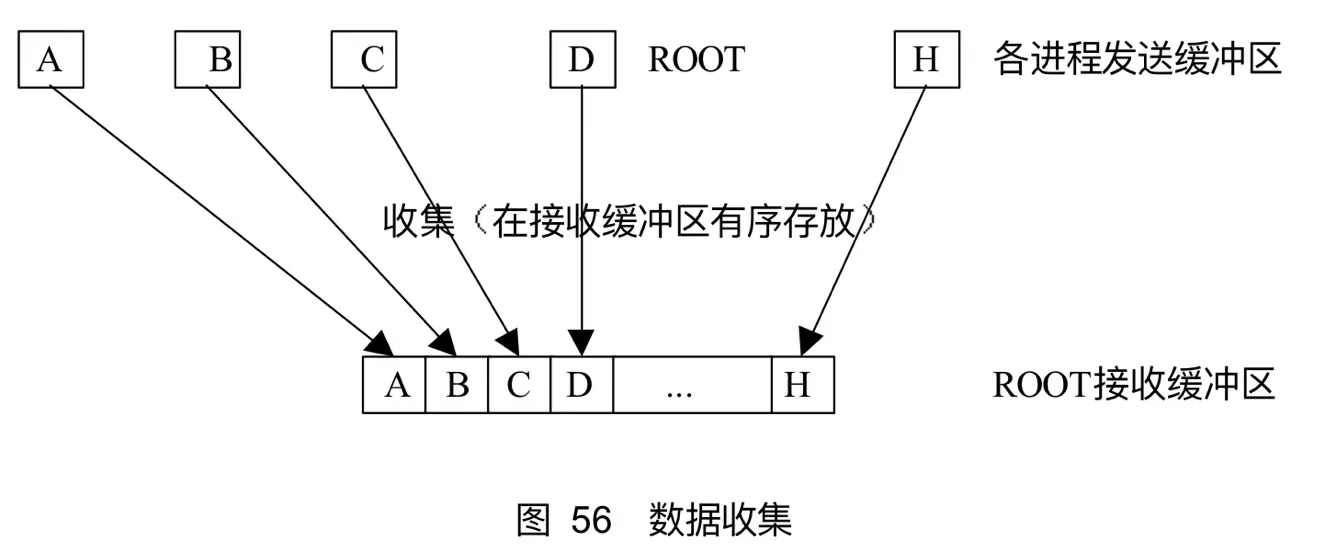 A B C D ROOT H 各进程发送缓冲区
收集（在接收缓冲区有序存放）
A B C D ... H ROOT接收缓冲区
图 56 数据收集